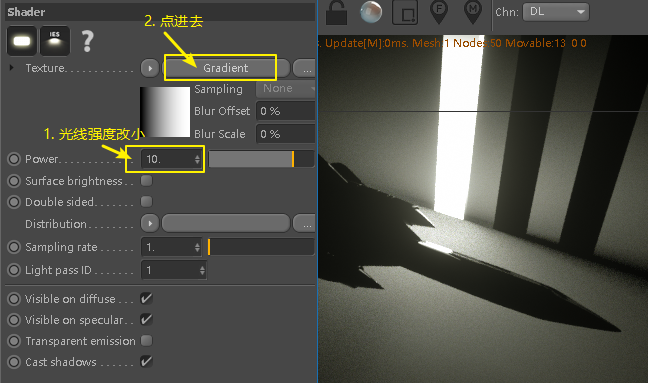 Shader
2. 点进去
IES
?
Texture. . . . . . . . . . . . Gradient ...
Sampling None
Blur Offset 0 %
Blur Scale 0 %
1. 光线强度改小
Power. . . . . . . . . . . . . 10.
Surface brightness. . .
Double sided. . . . . . .
Distribution. . . . . . . . ...
Sampling rate . . . . . . 1.
Light pass ID. . . . . . . 1
Visible on diffuse . . . .
Visible on specular. . .
Transparent emission
Cast shadows . . . . . .
F M Chn: DL
s. Update[M]:0ms. Mesh:1 Node:50 Movable:13 0 0